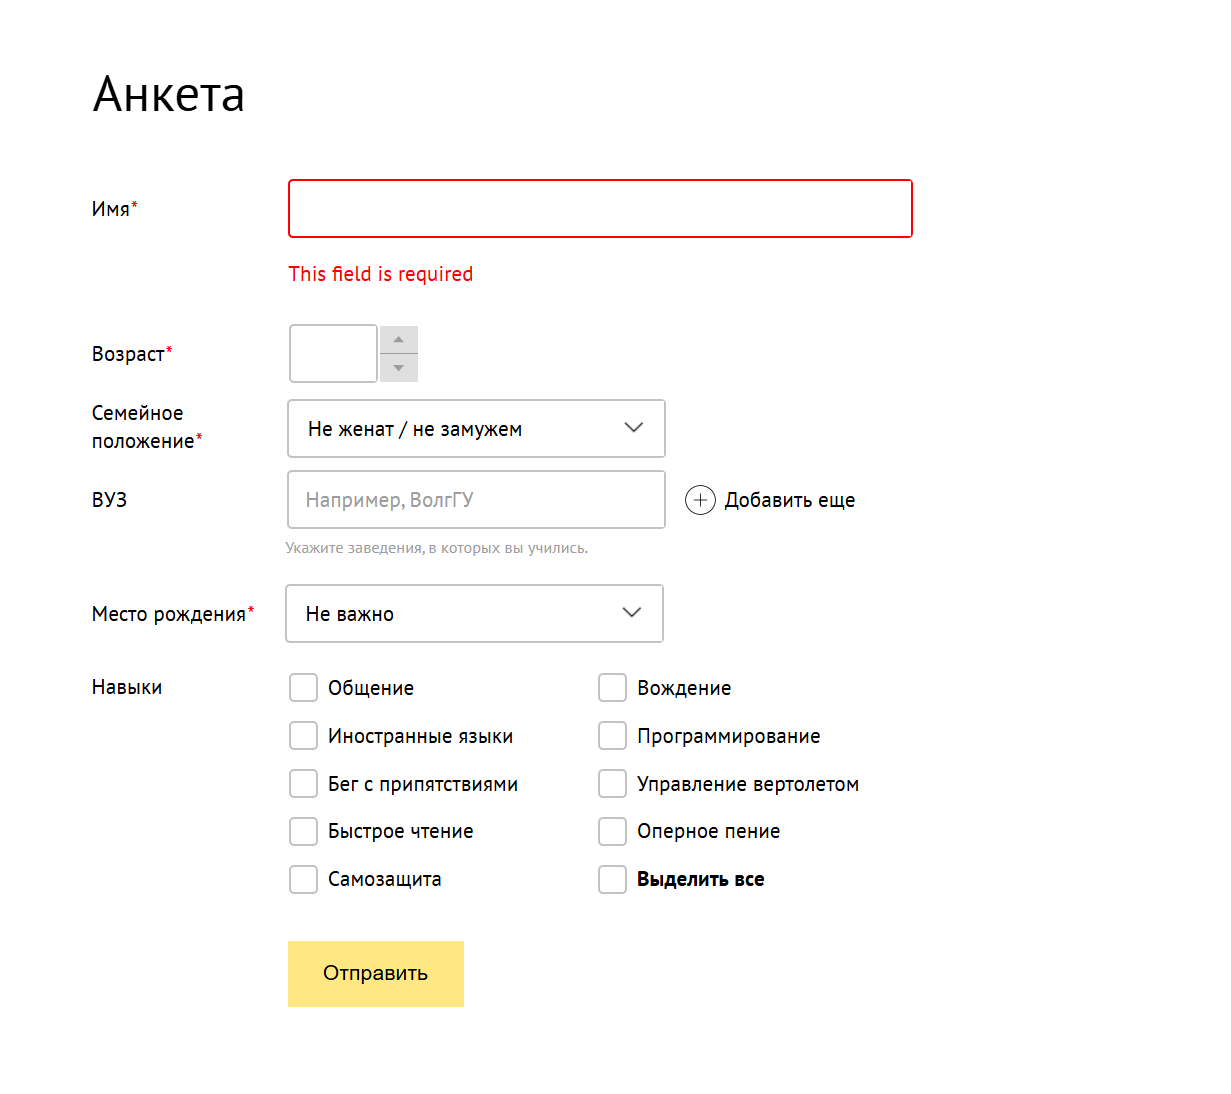 Анкета
Имя*
This field is required
Возраст*
Семейное
положение*
Не женат / не замужем
ВУЗ
Например, ВолгГУ
Добавить еще
Укажите заведения, в которых вы учились.
Место рождения*
Не важно
Навыки
Общение
Вождение
Иностранные языки
Программирование
Бег с припятствиями
Управление вертолетом
Быстрое чтение
Оперное пение
Самозащита
Выделить все
Отправить